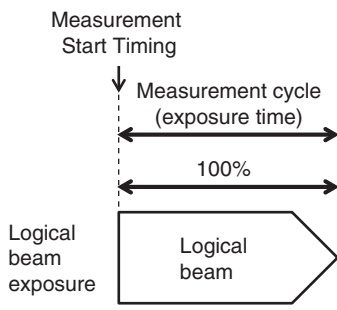 Measurement
Start Timing
Measurement cycle
(exposure time)
100%
Logical
beam
exposure
Logical
beam